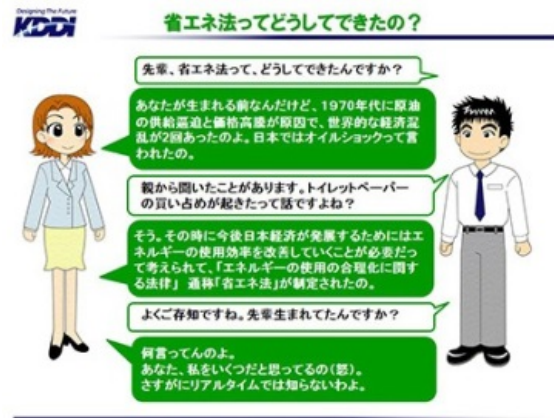 Designing The Future
KDDI
省エネ法ってどうしてできたの？
先輩、省エネ法って、どうしてできたんですか？
あなたが生まれる前なんだけど、1970年代に原油
の供給逼迫と価格高騰が原因で、世界的な経済混
乱が2回あったのよ。日本ではオイルショックって言
われたの。
親から聞いたことがあります。トイレットペーパー
の買い占めが起きたって話ですよね？
そう。その時に今後日本経済が発展するためにはエ
ネルギーの使用効率を改善していくことが必要だっ
て考えられて、「エネルギーの使用の合理化に関す
る法律」 通称「省エネ法」が制定されたの。
よくご存知ですね。先輩生まれてたんですか？
何言ってんのよ。
あなた、私をいくつだと思ってるの（怒）。
さすがにリアルタイムでは知らないわよ。